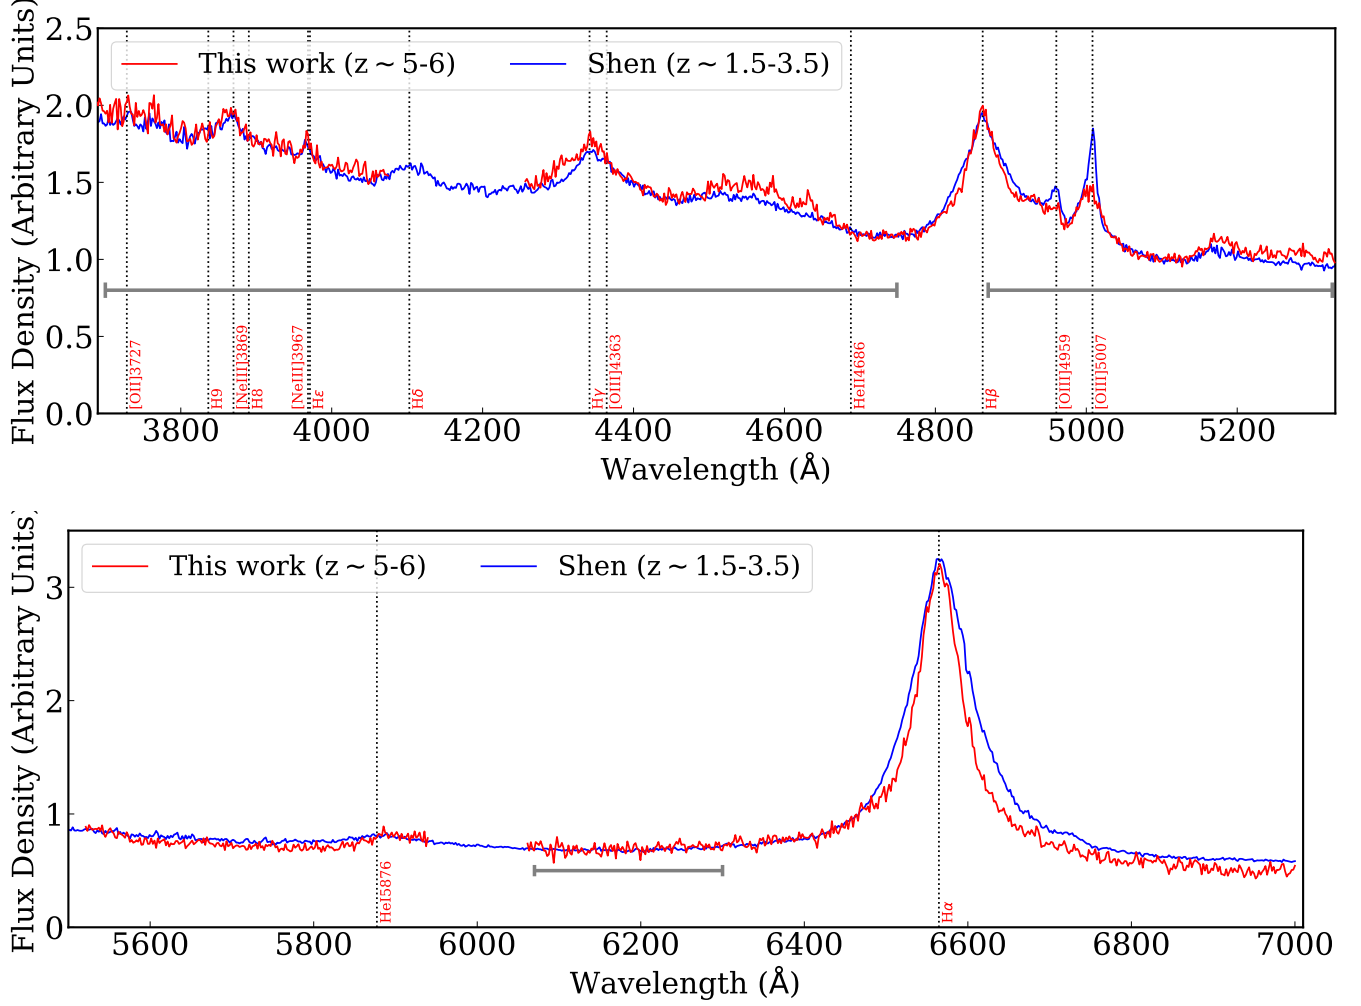 Flux Density (Arbitrary Units)
2.5
2.0
1.5
1.0
0.5
0.0
This work (z ~ 5-6)
Shen (z ~ 1.5-3.5)
[OII]3727
H9
[NeIII]3869
H8
[NeIII]3967
Hε
Hδ
Hγ
[OIII]4363
HeII4686
Hβ
[OIII]4959
[OIII]5007
3800 4000 4200 4400 4600 4800 5000 5200
Wavelength (Å)
Flux Density (Arbitrary Units)
3
2
1
0
This work (z ~ 5-6)
Shen (z ~ 1.5-3.5)
HeI5876
Hα
5600 5800 6000 6200 6400 6600 6800 7000
Wavelength (Å)